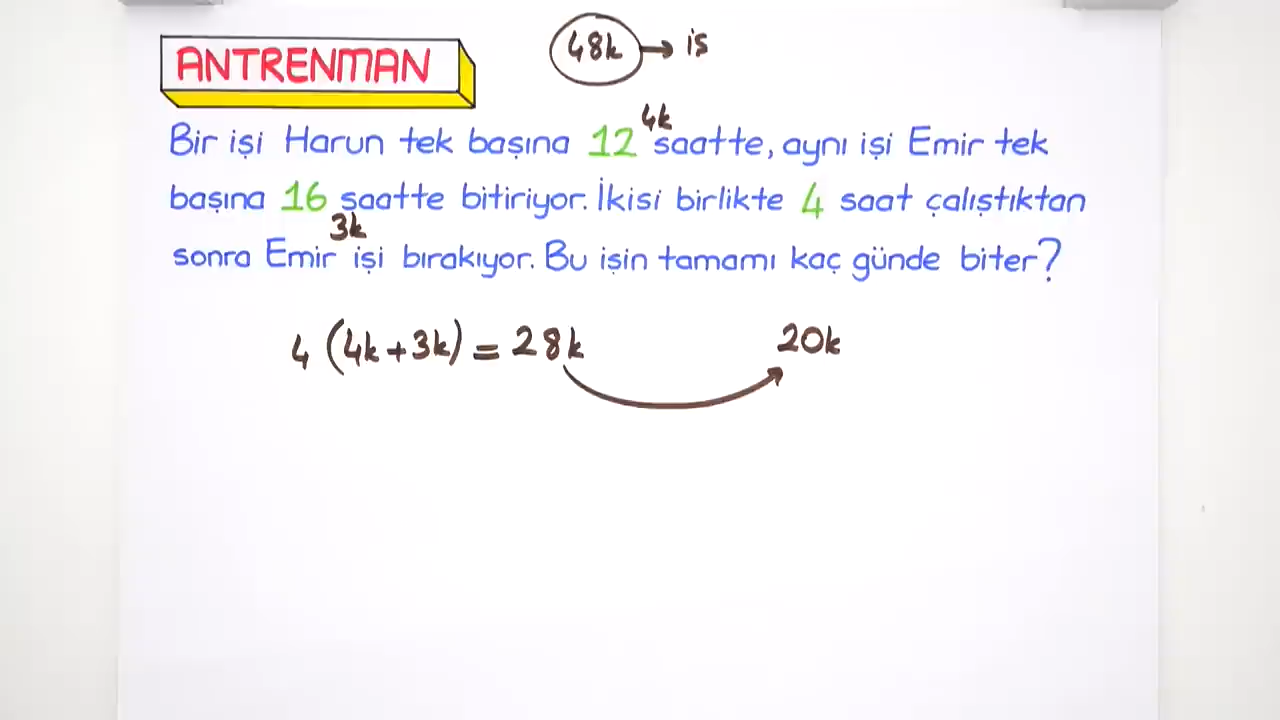 48k → iş
ANTRENMAN
4k
Bir işi Harun tek başına 12 saatte, aynı işi Emir tek
başına 16 saatte bitiriyor. İkisi birlikte 4 saat çalıştıktan
3k
sonra Emir işi bırakıyor. Bu işin tamamı kaç günde biter?
4 (4k + 3k) = 28k 20k